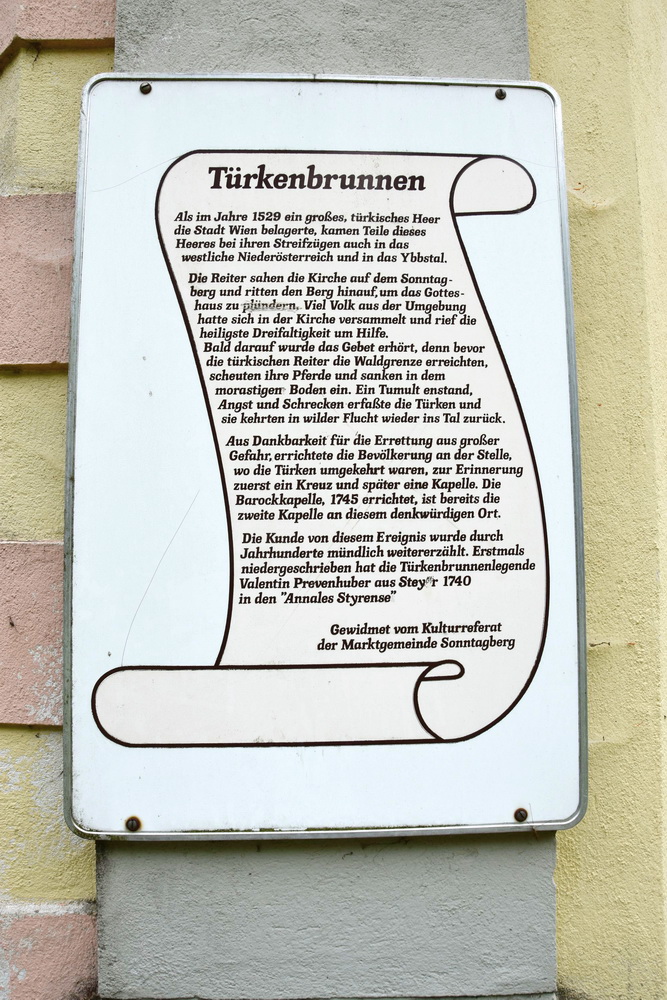 Türkenbrunnen
Als im Jahre 1529 ein großes, türkisches Heer
die Stadt Wien belagerte, kamen Teile dieses
Heeres bei ihren Streifzügen auch in das
westliche Niederösterreich und in das Ybbstal.
Die Reiter sahen die Kirche auf dem Sonntag-
berg und ritten den Berg hinauf, um das Gottes-
haus zu plündern. Viel Volk aus der Umgebung
hatte sich in der Kirche versammelt und rief die
heiligste Dreifaltigkeit um Hilfe.
Bald darauf wurde das Gebet erhört, denn bevor
die türkischen Reiter die Waldgrenze erreichten,
scheuten ihre Pferde und sanken in dem
morastigen Boden ein. Ein Tumult enstand,
Angst und Schrecken erfaßte die Türken und
sie kehrten in wilder Flucht wieder ins Tal zurück.
Aus Dankbarkeit für die Errettung aus großer
Gefahr, errichtete die Bevölkerung an der Stelle,
wo die Türken umgekehrt waren, zur Erinnerung
zuerst ein Kreuz und später eine Kapelle. Die
Barockkapelle, 1745 errichtet, ist bereits die
zweite Kapelle an diesem denkwürdigen Ort.
Die Kunde von diesem Ereignis wurde durch
Jahrhunderte mündlich weitererzählt. Erstmals
niedergeschrieben hat die Türkenbrunnenlegende
Valentin Prevenhuber aus Steyr 1740
in den "Annales Styrense"
Gewidmet vom Kulturreferat
der Marktgemeinde Sonntagberg